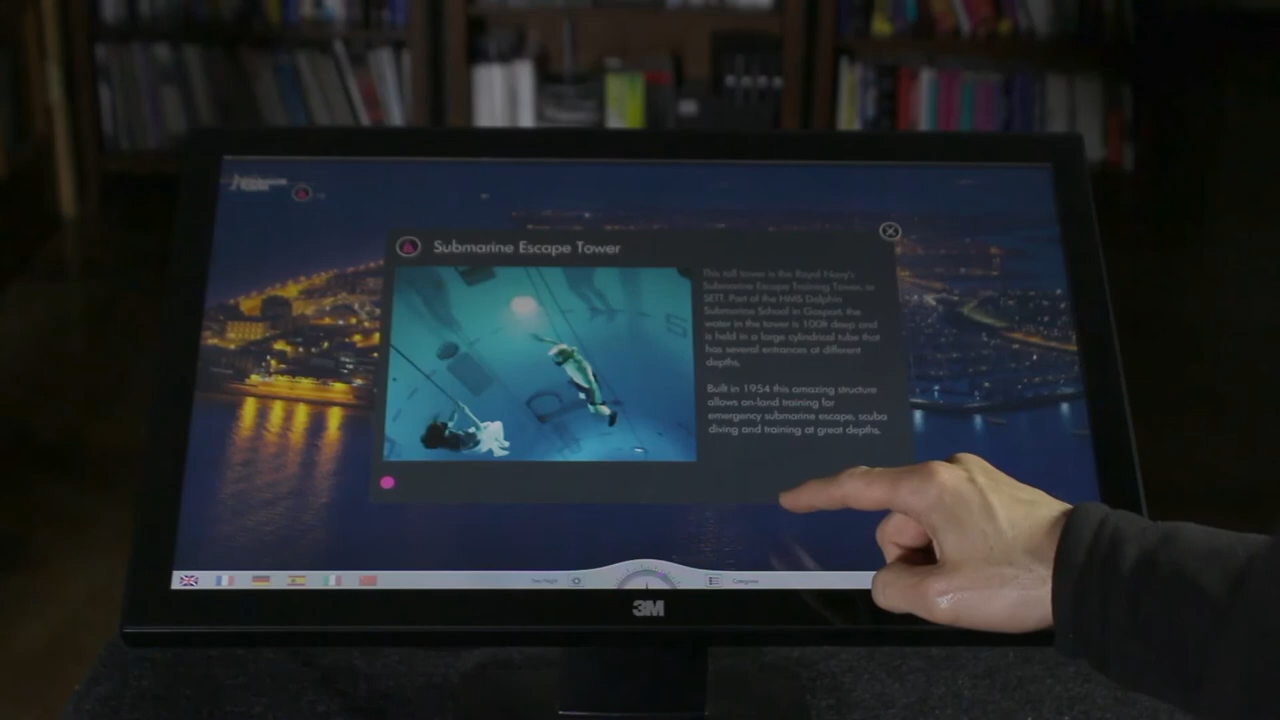 Submarine Escape Tower
This tall tower is the Royal Navy's
Submarine Escape Training Tower, or
SETT. Part of the HMS Dolphin
Submarine School in Gosport, the
water in the tower is 100ft deep and
is held in a large cylindrical tube that
has several entrances at different
depths.
Built in 1954 this amazing structure
allows on-land training for
emergency submarine escape, scuba
diving and training at great depths.
S
Categories
3M